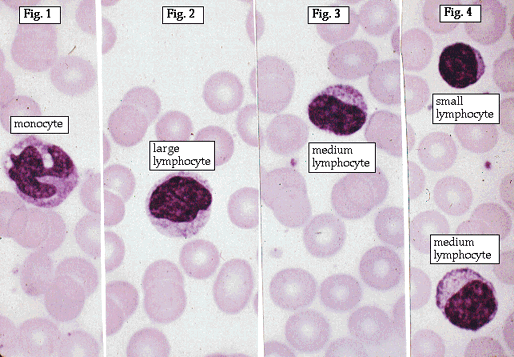 Fig. 1
Fig. 2
Fig. 3
Fig. 4
monocyte
large
lymphocyte
medium
lymphocyte
small
lymphocyte
medium
lymphocyte